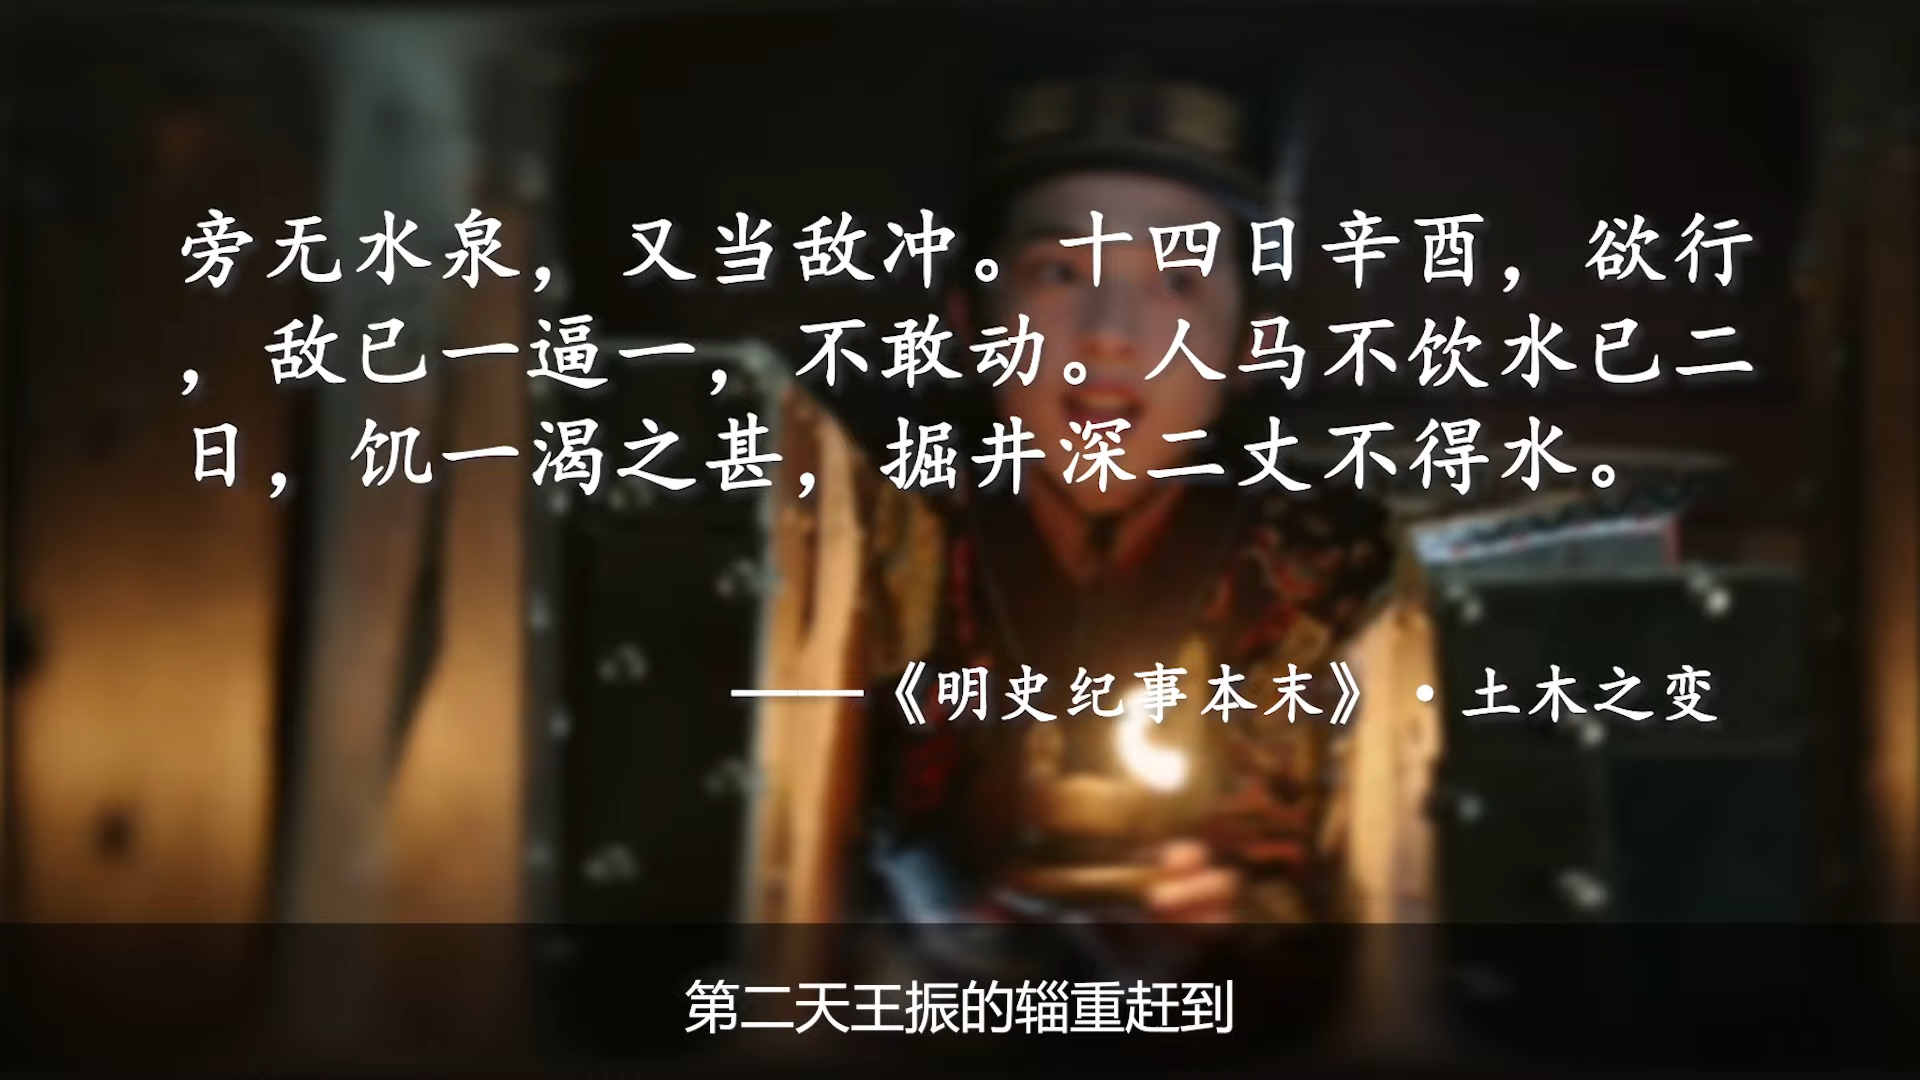 旁无水泉，又当敌冲。十四日辛酉，欲行
，敌已一逼一，不敢动。人马不饮水已二
日，饥一渴之甚，掘井深二丈不得水。
——《明史纪事本末》·土木之变
第二天王振的辎重赶到